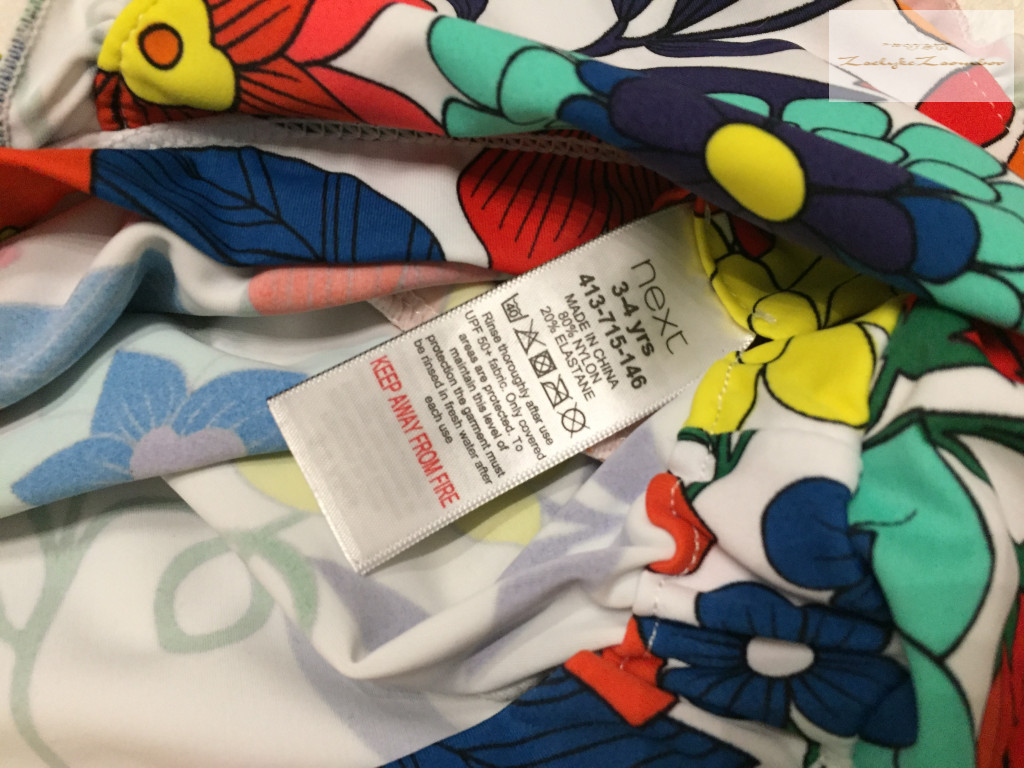 next
3-4 yrs
413-715-146
MADE IN CHINA
80% NYLON
20% ELASTANE
40
Rinse thoroughly after use
UPF 50+ fabric. Only covered
areas are protected. To
maintain this level of
protection the garment must
be rinsed in fresh water after
each use
KEEP AWAY FROM FIRE